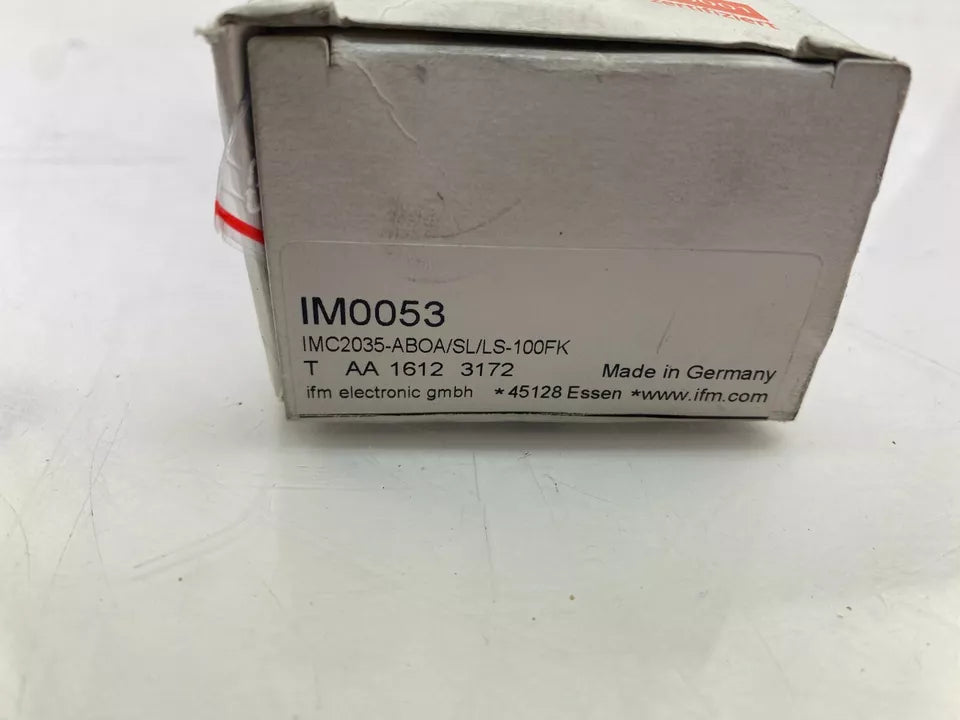 IM0053
IMC2035-ABOA/SL/LS-100FK
T AA 1612 3172 Made in Germany
ifm electronic gmbh *45128 Essen *www.ifm.com